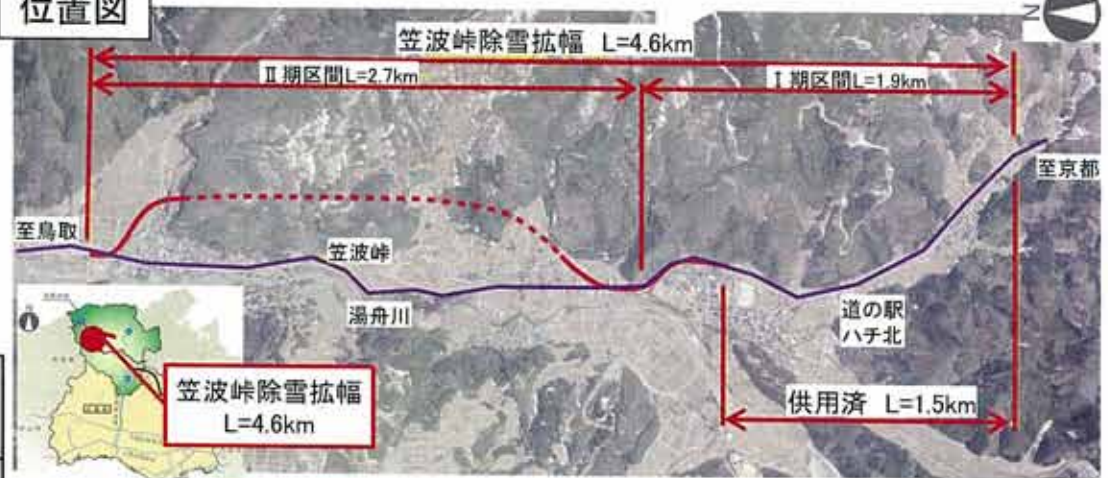 位置図
N
笠波峠除雪拡幅 L=4.6km
Ⅱ期区間L=2.7km
Ⅰ期区間L=1.9km
至京都
至鳥取
笠波峠
湯舟川
道の駅
ハチ北
笠波峠除雪拡幅
L=4.6km
供用済 L=1.5km